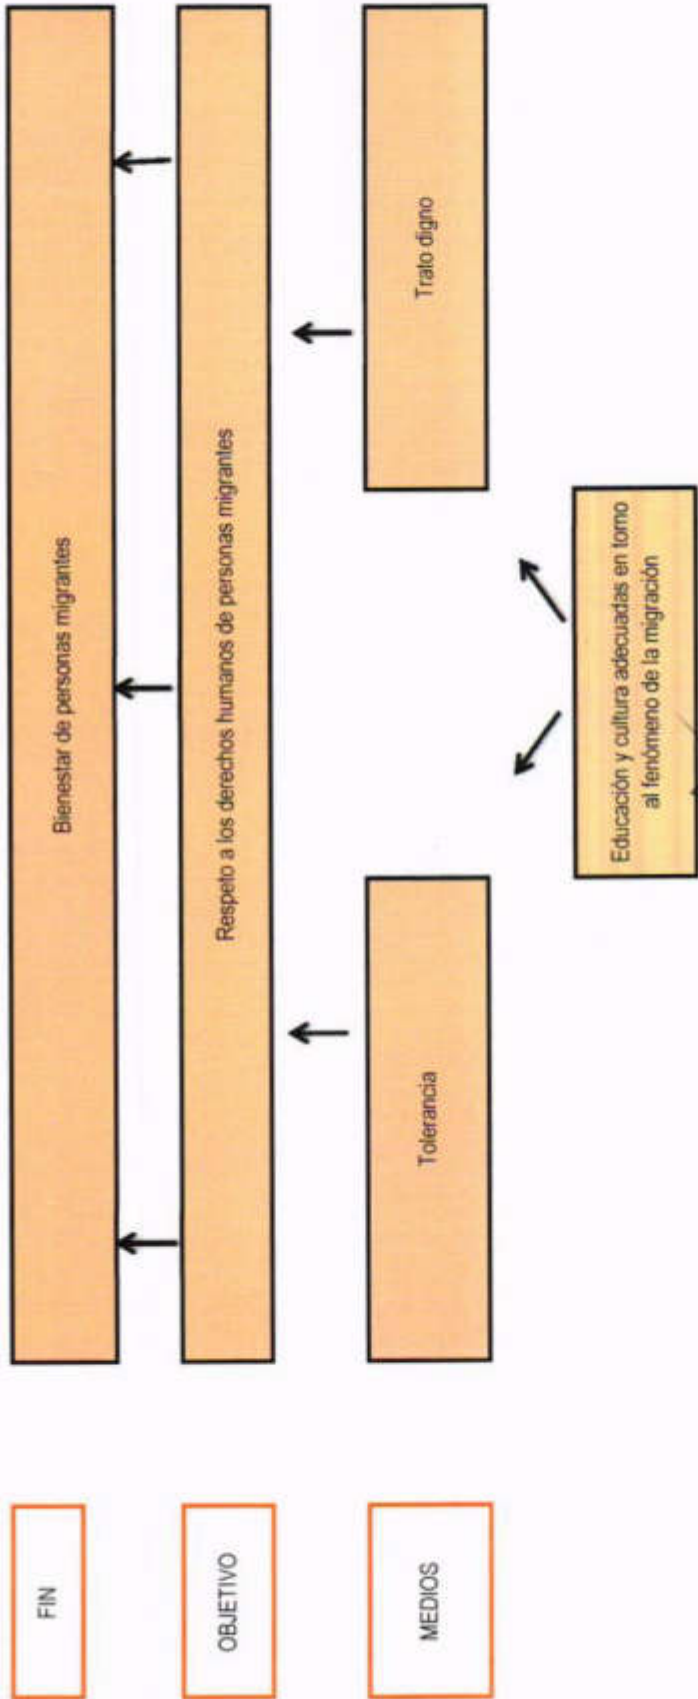 FIN
Bienestar de personas migrantes
OBJETIVO
Respeto a los derechos humanos de personas migrantes
MEDIOS
Tolerancia
Trato digno
Educación y cultura adecuadas en torno
al fenómeno de la migración